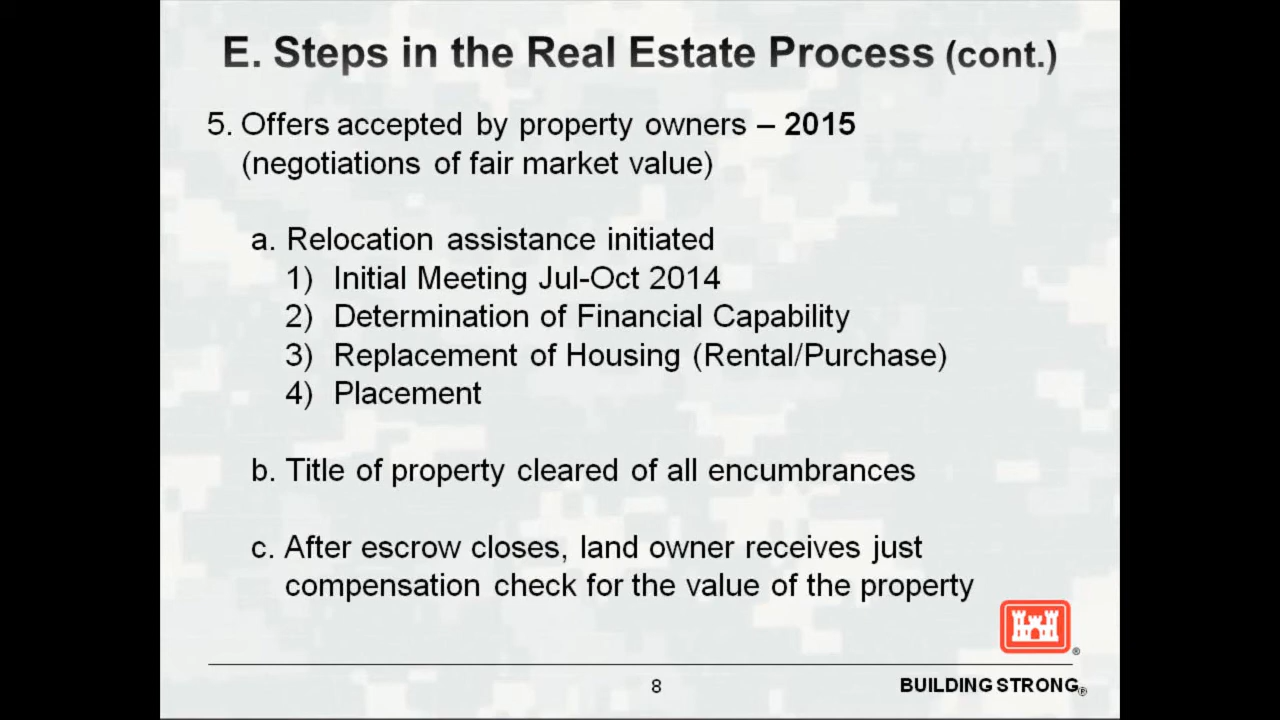 E. Steps in the Real Estate Process (cont.)
5. Offers accepted by property owners – 2015
(negotiations of fair market value)
a. Relocation assistance initiated
1) Initial Meeting Jul-Oct 2014
2) Determination of Financial Capability
3) Replacement of Housing (Rental/Purchase)
4) Placement
b. Title of property cleared of all encumbrances
c. After escrow closes, land owner receives just
compensation check for the value of the property
®
8
BUILDING STRONG®